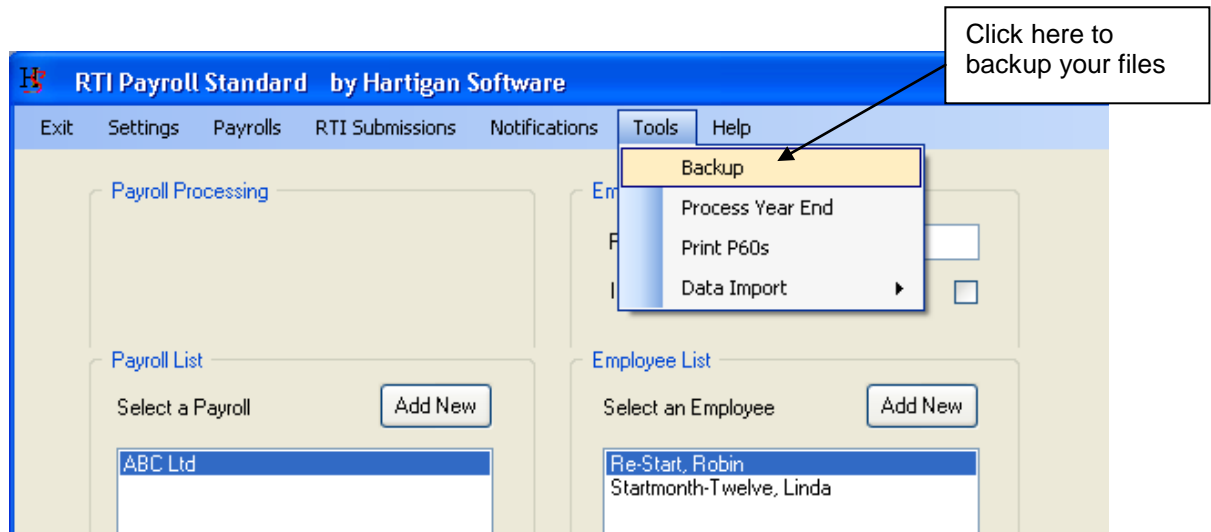 Click here to
backup your files
RTI Payroll Standard by Hartigan Software
Exit Settings Payrolls RTI Submissions Notifications Tools Help
Backup
Process Year End
Print P60s
Data Import
Payroll Processing
Payroll List
Employee List
Select a Payroll Add New
Select an Employee Add New
ABC Ltd
Re-Start, Robin
Startmonth-Twelve, Linda